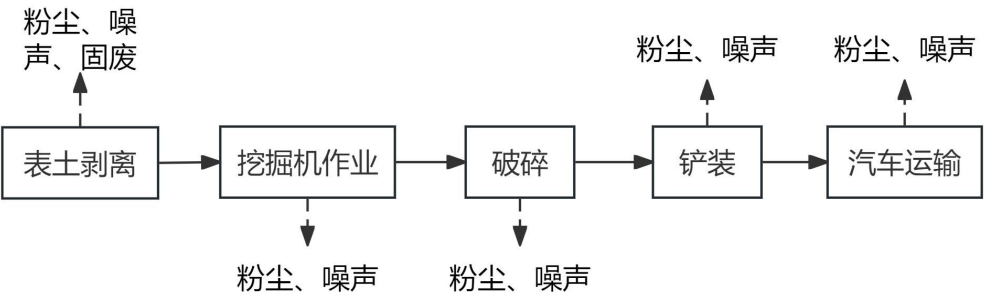 粉尘、噪
声、固废
粉尘、噪声
粉尘、噪声
表土剥离
挖掘机作业
破碎
铲装
汽车运输
粉尘、噪声
粉尘、噪声